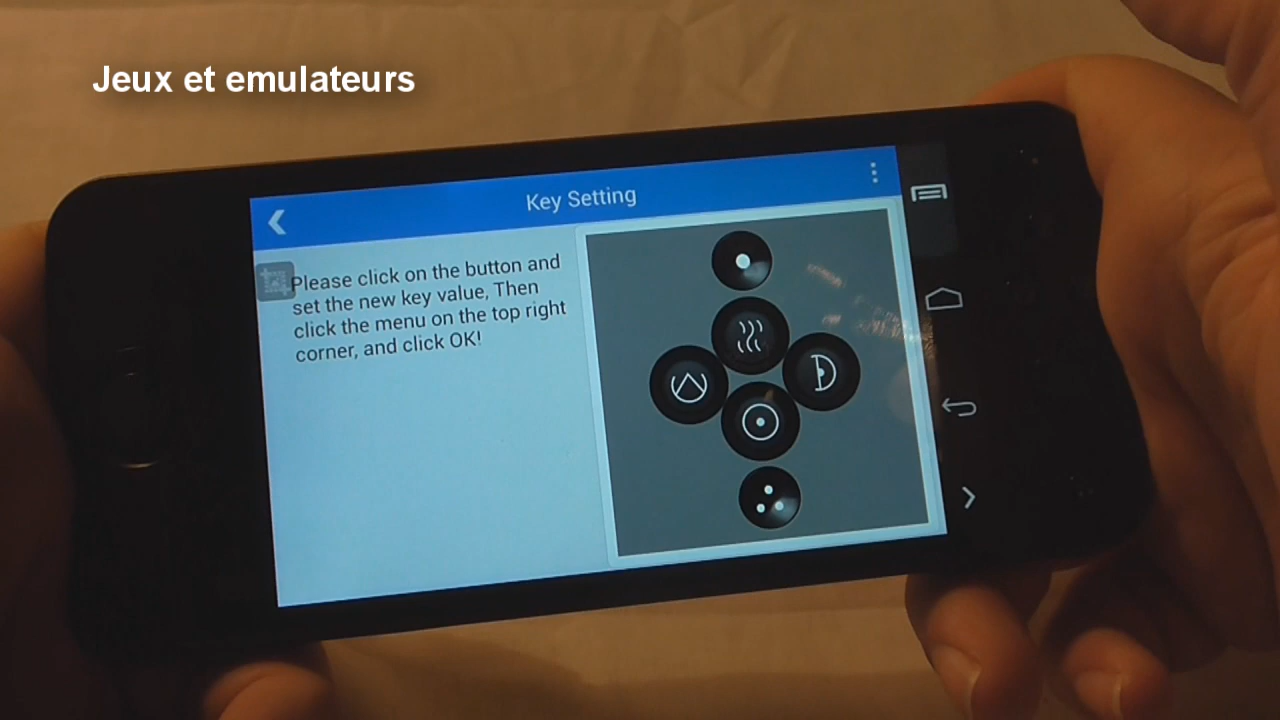 Jeux et emulateurs
Key Setting
Please click on the button and
set the new key value, Then
click the menu on the top right
corner, and click OK!